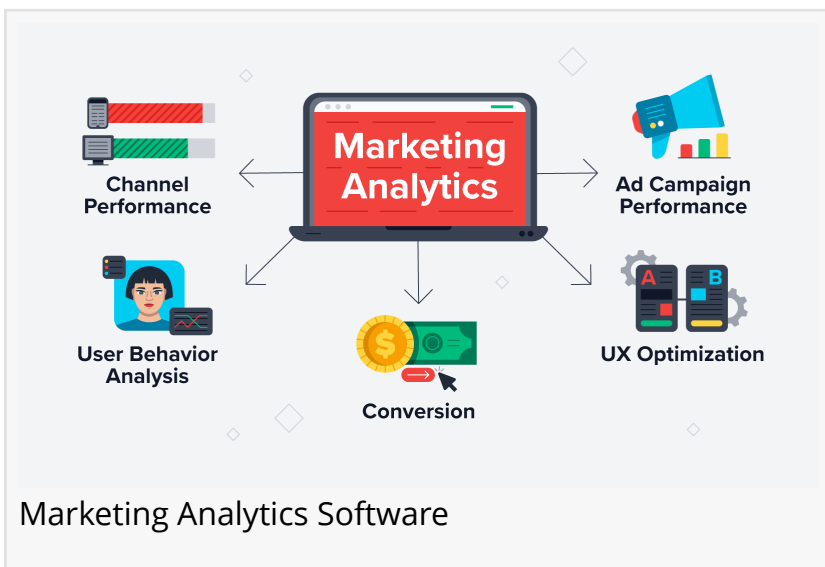 Marketing
Analytics
Channel
Performance
Ad Campaign
Performance
User Behavior
Analysis
$
Conversion
A
B
UX Optimization
Marketing Analytics Software